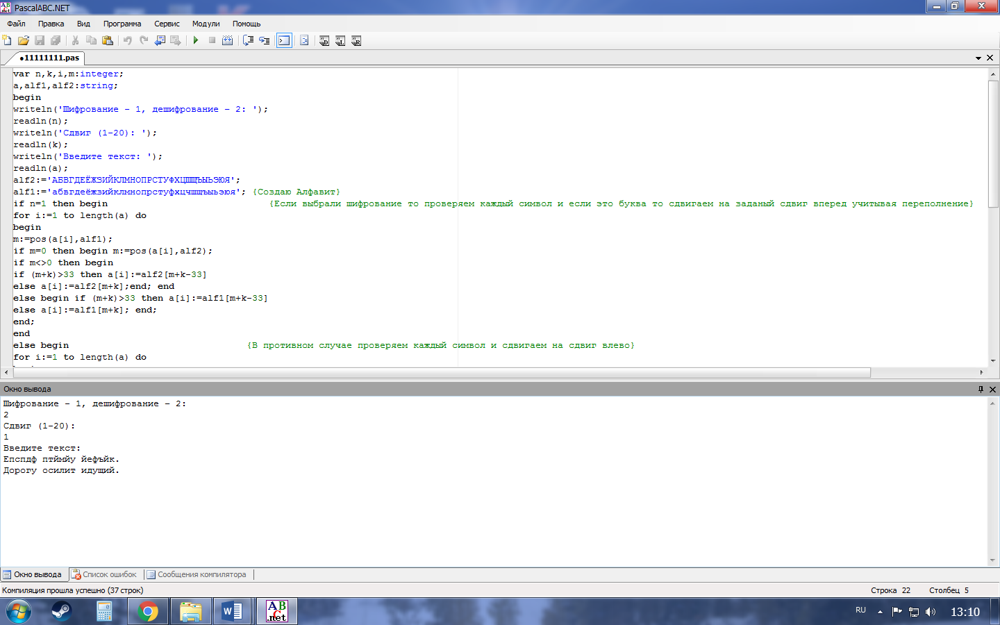 PascalABC.NET
Файл Правка Вид Программа Сервис Модули Помощь
●11111111.pas
var n,k,i,m:integer;
a,alf1,alf2:string;
begin
writeln('Шифрование - 1, дешифрование - 2: ');
readln(n);
writeln('Сдвиг (1-20): ');
readln(k);
writeln('Введите текст: ');
readln(a);
alf2:='АБВГДЕЁЖЗИЙКЛМНОПРСТУФХЦЧШЩЪЫЬЭЮЯ';
alf1:='абвгдеёжзийклмнопрстуфхцчшщъыьэюя'; {Создаю Алфавит}
if n=1 then begin {Если выбрали шифрование то проверяем каждый символ и если это буква то сдвигаем на заданый сдвиг вперед учитывая переполнение}
for i:=1 to length(a) do
begin
m:=pos(a[i],alf1);
if m=0 then begin m:=pos(a[i],alf2);
if m<>0 then begin
if (m+k)>33 then a[i]:=alf2[m+k-33]
else a[i]:=alf2[m+k];end; end
else begin if (m+k)>33 then a[i]:=alf1[m+k-33]
else a[i]:=alf1[m+k]; end;
end;
end
else begin {В противном случае проверяем каждый символ и сдвигаем на сдвиг влево}
for i:=1 to length(a) do
Окно вывода
Шифрование - 1, дешифрование - 2:
2
Сдвиг (1-20):
1
Введите текст:
Епспдф птймйу йефъйк.
Дорогу осилит идущий.
Окно вывода Список ошибок Сообщения компилятора
Компиляция прошла успешно (37 строк) Строка 22 Столбец 5
RU 13:10